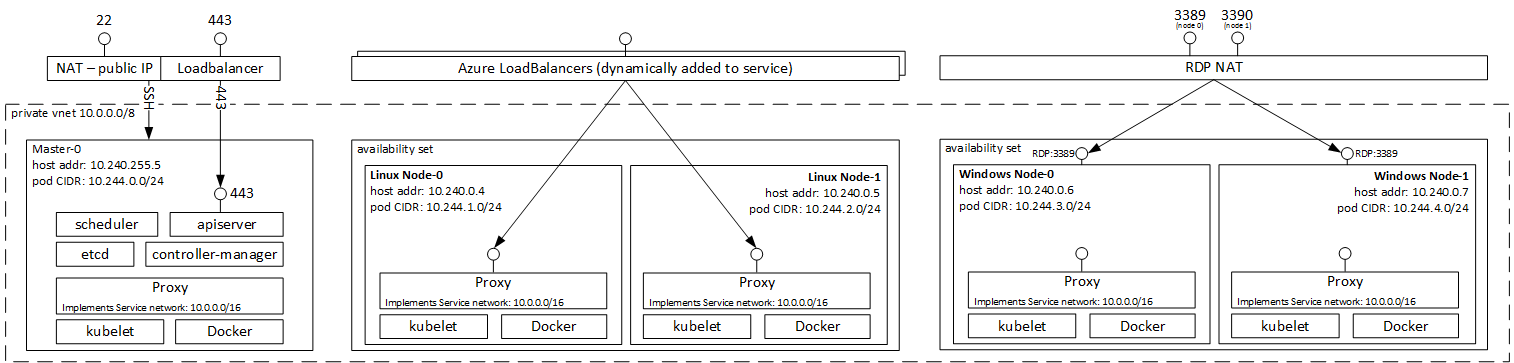 22
443
NAT – public IP
Loadbalancer
SSH
443
private vnet 10.0.0.0/8
Master-0
host addr: 10.240.255.5
pod CIDR: 10.244.0.0/24
443
scheduler
apiserver
etcd
controller-manager
Proxy
Implements Service network: 10.0.0.0/16
kubelet
Docker
Azure LoadBalancers (dynamically added to service)
availability set
Linux Node-0
host addr: 10.240.0.4
pod CIDR: 10.244.1.0/24
Proxy
Implements Service network: 10.0.0.0/16
kubelet
Docker
Linux Node-1
host addr: 10.240.0.5
pod CIDR: 10.244.2.0/24
Proxy
Implements Service network: 10.0.0.0/16
kubelet
Docker
3389
(node 0)
3390
(node 1)
RDP NAT
availability set
RDP:3389
Windows Node-0
host addr: 10.240.0.6
pod CIDR: 10.244.3.0/24
Proxy
Implements Service network: 10.0.0.0/16
kubelet
Docker
RDP:3389
Windows Node-1
host addr: 10.240.0.7
pod CIDR: 10.244.4.0/24
Proxy
Implements Service network: 10.0.0.0/16
kubelet
Docker